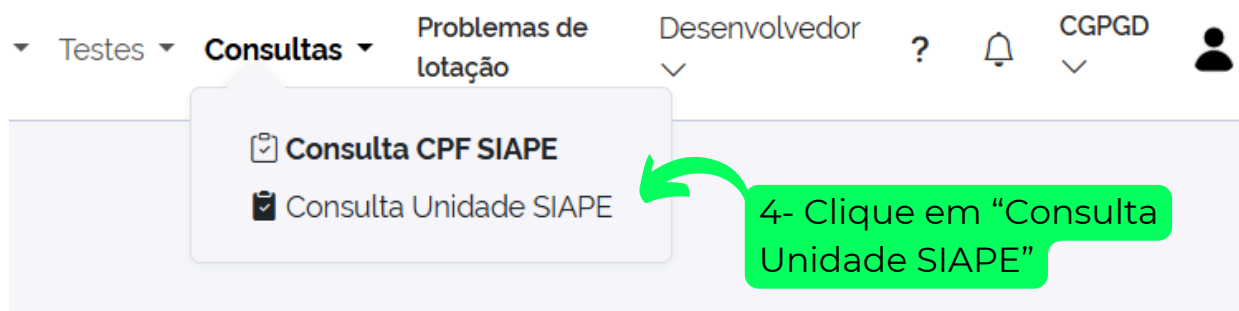 Testes Consultas Problemas de lotação Desenvolvedor ? CGPGD
Consulta CPF SIAPE
Consulta Unidade SIAPE
4- Clique em “Consulta
Unidade SIAPE”